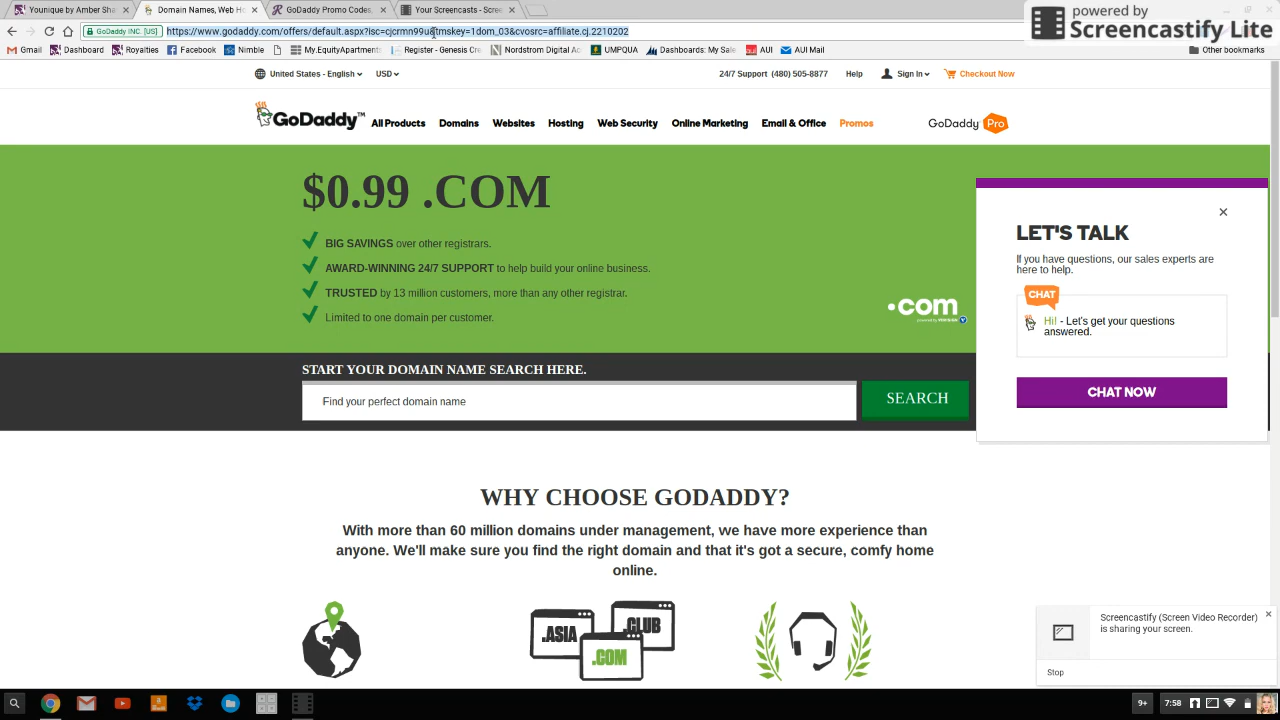 powered by
Screencastify Lite
Younique by Amber Sha
Domain Names, Web Ho
GoDaddy Promo Codes,
Your Screencasts - Scree
GoDaddy INC. [US]
https://www.godaddy.com/offers/default.aspx?isc=cjcrmn99u&tmskey=1dom_03&cvosrc=affiliate.cj.2210202
Gmail
Dashboard
Royalties
Facebook
Nimble
My.EquityApartments
Register - Genesis Cre
Nordstrom Digital Ac
UMPQUA
Dashboards: My Sale
AUI
AUI Mail
Other bookmarks
United States - English
USD
24/7 Support (480) 505-8877
Help
Sign In
Checkout Now
GoDaddy™
All Products
Domains
Websites
Hosting
Web Security
Online Marketing
Email & Office
Promos
GoDaddy Pro
$0.99 .COM
BIG SAVINGS over other registrars.
AWARD-WINNING 24/7 SUPPORT to help build your online business.
TRUSTED by 13 million customers, more than any other registrar.
Limited to one domain per customer.
.com
LET'S TALK
If you have questions, our sales experts are
here to help.
CHAT
Hi! - Let's get your questions
answered.
CHAT NOW
START YOUR DOMAIN NAME SEARCH HERE.
Find your perfect domain name
SEARCH
WHY CHOOSE GODADDY?
With more than 60 million domains under management, we have more experience than
anyone. We'll make sure you find the right domain and that it's got a secure, comfy home
online.
.ASIA
.CLUB
.COM
Screencastify (Screen Video Recorder)
is sharing your screen.
Stop
9+
7:58